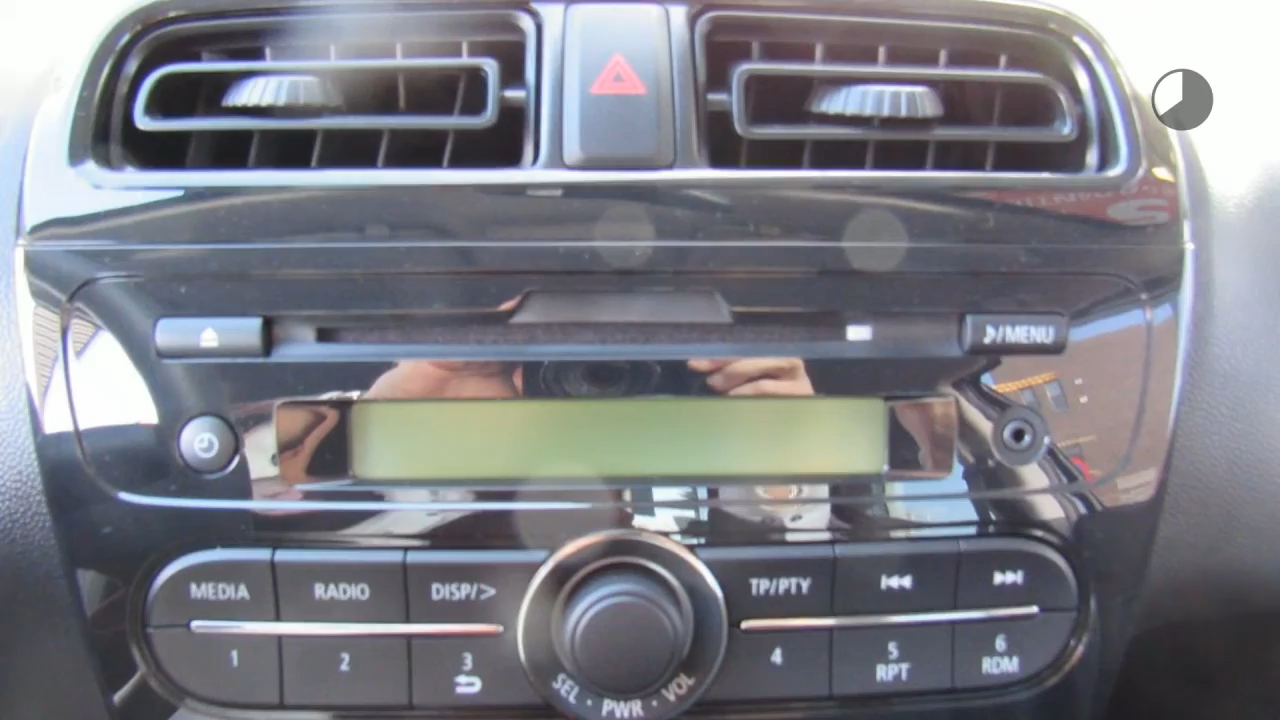 ♪/MENU
MEDIA
RADIO
DISP/>
TP/PTY
1
2
3
4
5
RPT
6
RDM
SEL · PWR · VOL